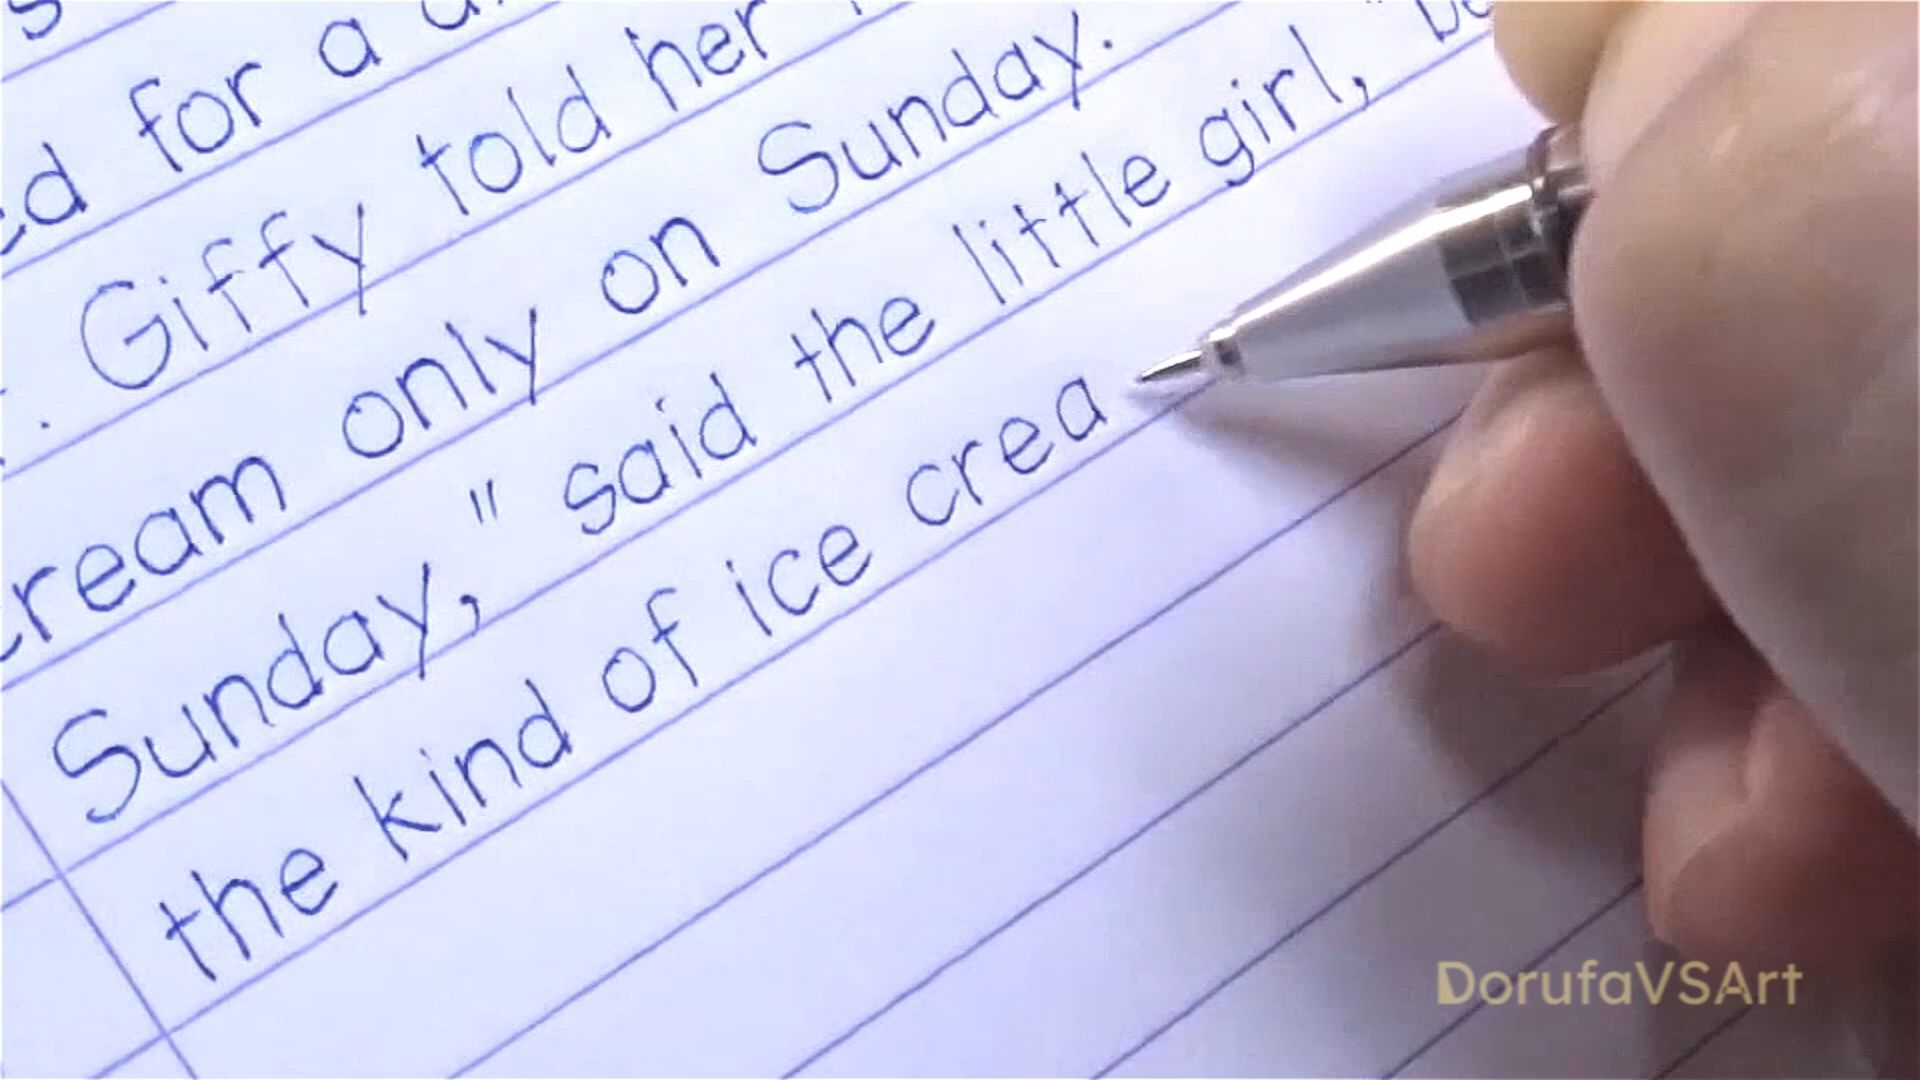 for a
. Giffy told her
cream only on Sunday.
Sunday," said the little girl,"
the kind of ice crea
DorufaVSArt